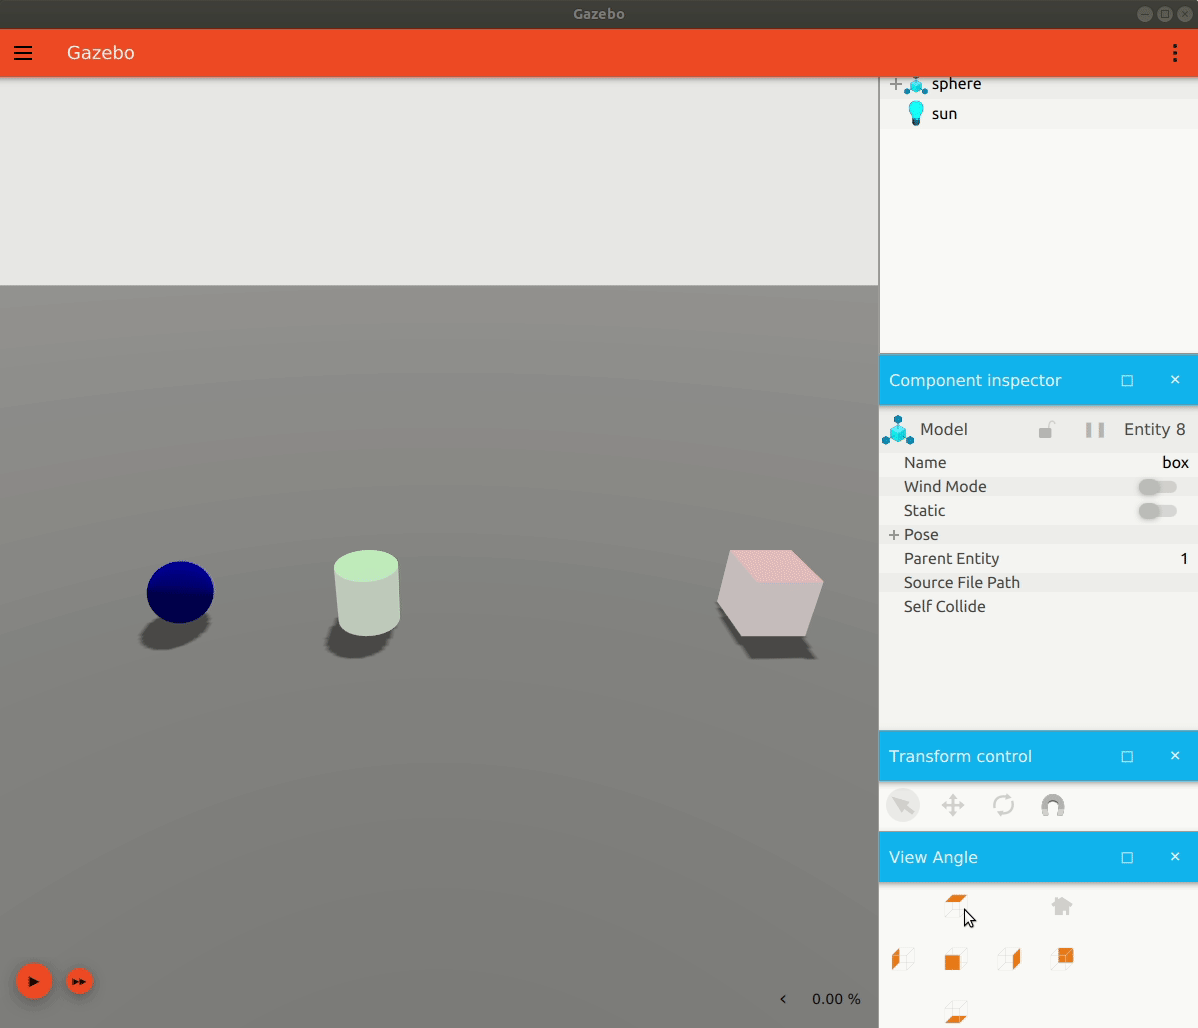 Gazebo
Gazebo
sphere
sun
Component inspector
Model Entity 8
Name box
Wind Mode
Static
Pose
Parent Entity 1
Source File Path
Self Collide
Transform control
View Angle
0.00 %